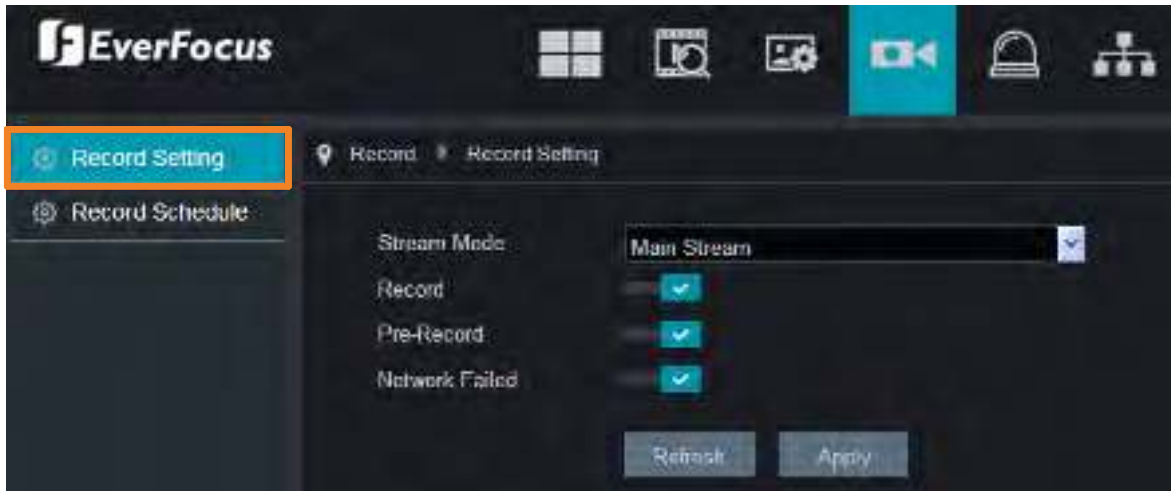 EverFocus
Record Setting
Record Schedule
Record Record Setting
Stream Mode Main Stream
Record
Pre-Record
Network Failed
Refresh Apply